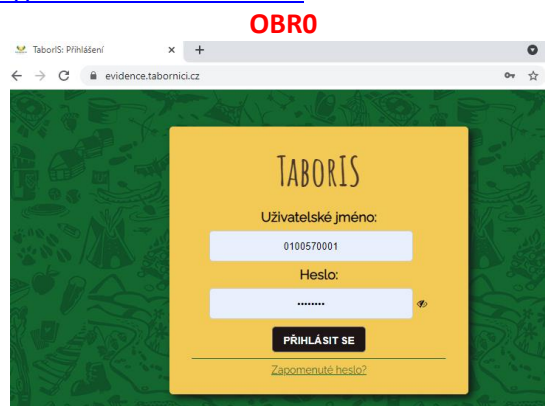 OBR0
TaborIS: Přihlášení
evidence.tabornici.cz
TABORIS
Uživatelské jméno:
0100570001
Heslo:
••••••••
PŘIHLÁSIT SE
Zapomenuté heslo?